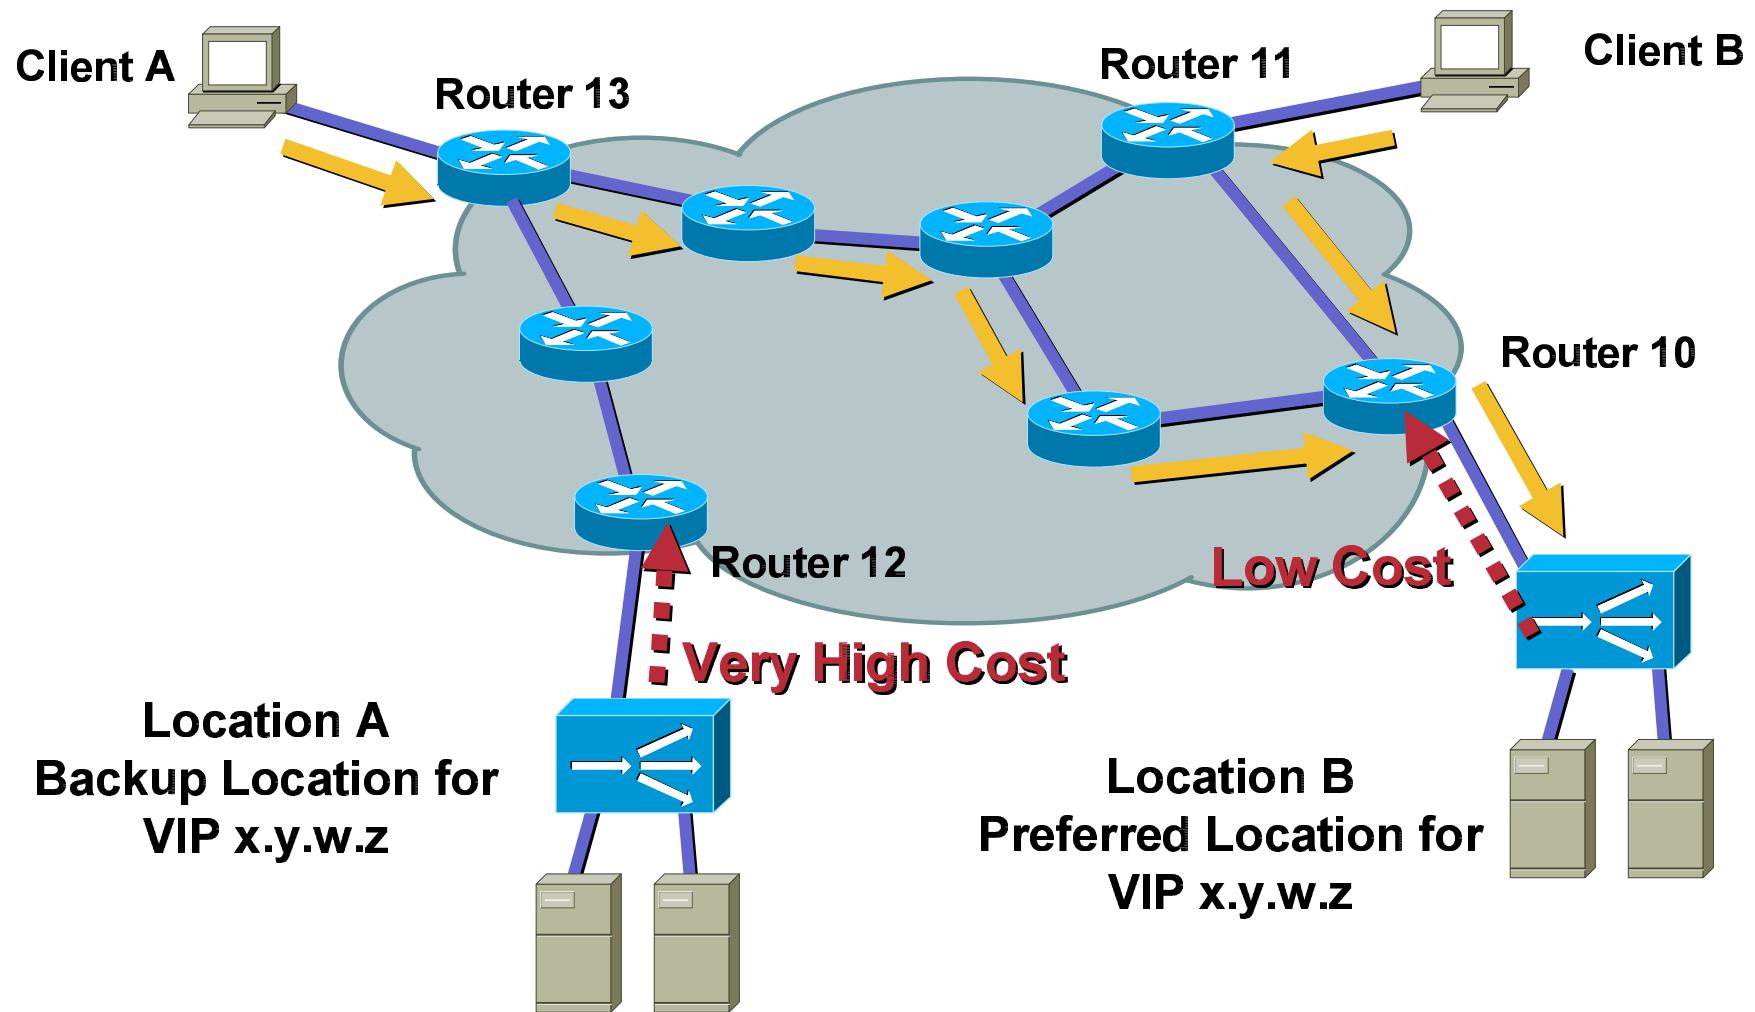 Client A
Router 13
Router 11
Client B
Router 10
Router 12
Low Cost
Very High Cost
Location A
Backup Location for
VIP x.y.w.z
Location B
Preferred Location for
VIP x.y.w.z